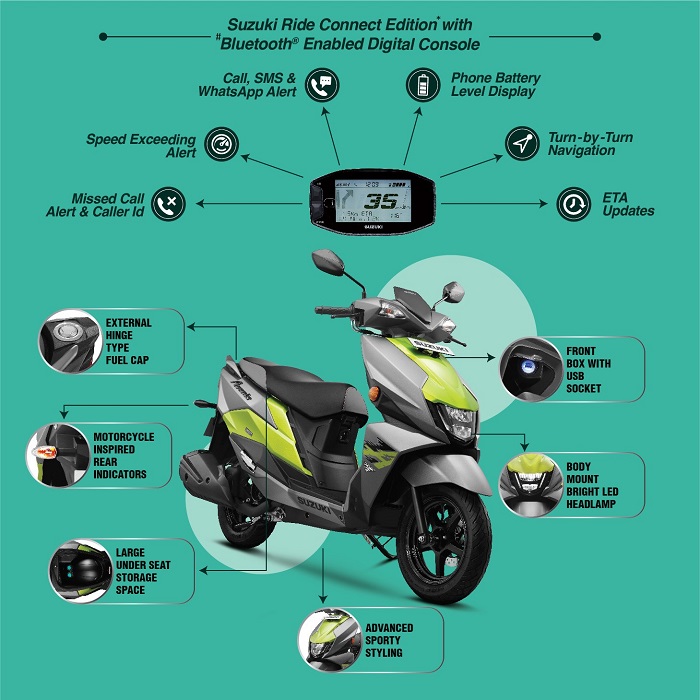 Suzuki Ride Connect Edition* with
#Bluetooth® Enabled Digital Console
Call, SMS &
WhatsApp Alert
Phone Battery
Level Display
Speed Exceeding
Alert
Turn-by-Turn
Navigation
Missed Call
Alert & Caller Id
ETA
Updates
35
SUZUKI
EXTERNAL
HINGE
TYPE
FUEL CAP
FRONT
BOX WITH
USB
SOCKET
SUZUKI
Avenis
MOTORCYCLE
INSPIRED
REAR
INDICATORS
BODY
MOUNT
BRIGHT LED
HEADLAMP
SUZUKI
LARGE
UNDER SEAT
STORAGE
SPACE
ADVANCED
SPORTY
STYLING